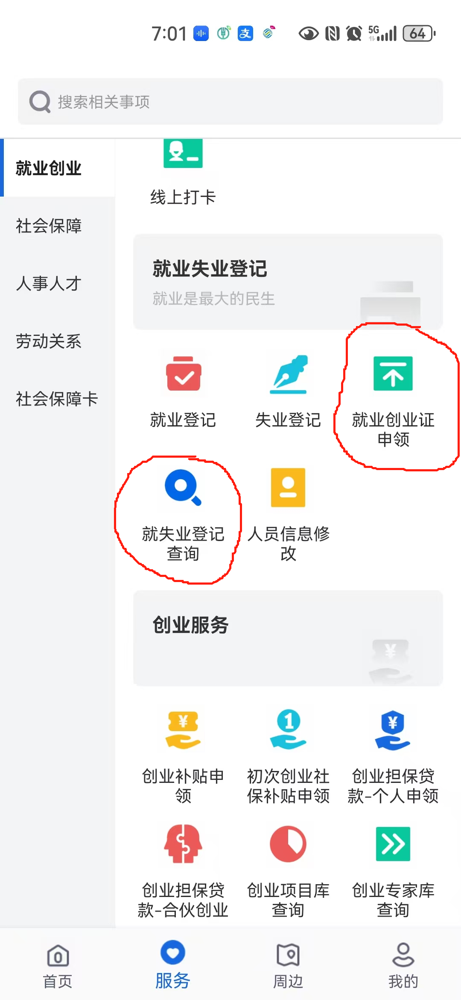 7:01
5G
64
搜索相关事项
就业创业
社会保障
人事人才
劳动关系
社会保障卡
线上打卡
就业失业登记
就业是最大的民生
就业登记
失业登记
就业创业证
申领
就失业登记
查询
人员信息修
改
创业服务
创业补贴申
领
初次创业社
保补贴申领
创业担保贷
款-个人申领
创业担保贷
款-合伙创业
创业项目库
查询
创业专家库
查询
首页
服务
周边
我的